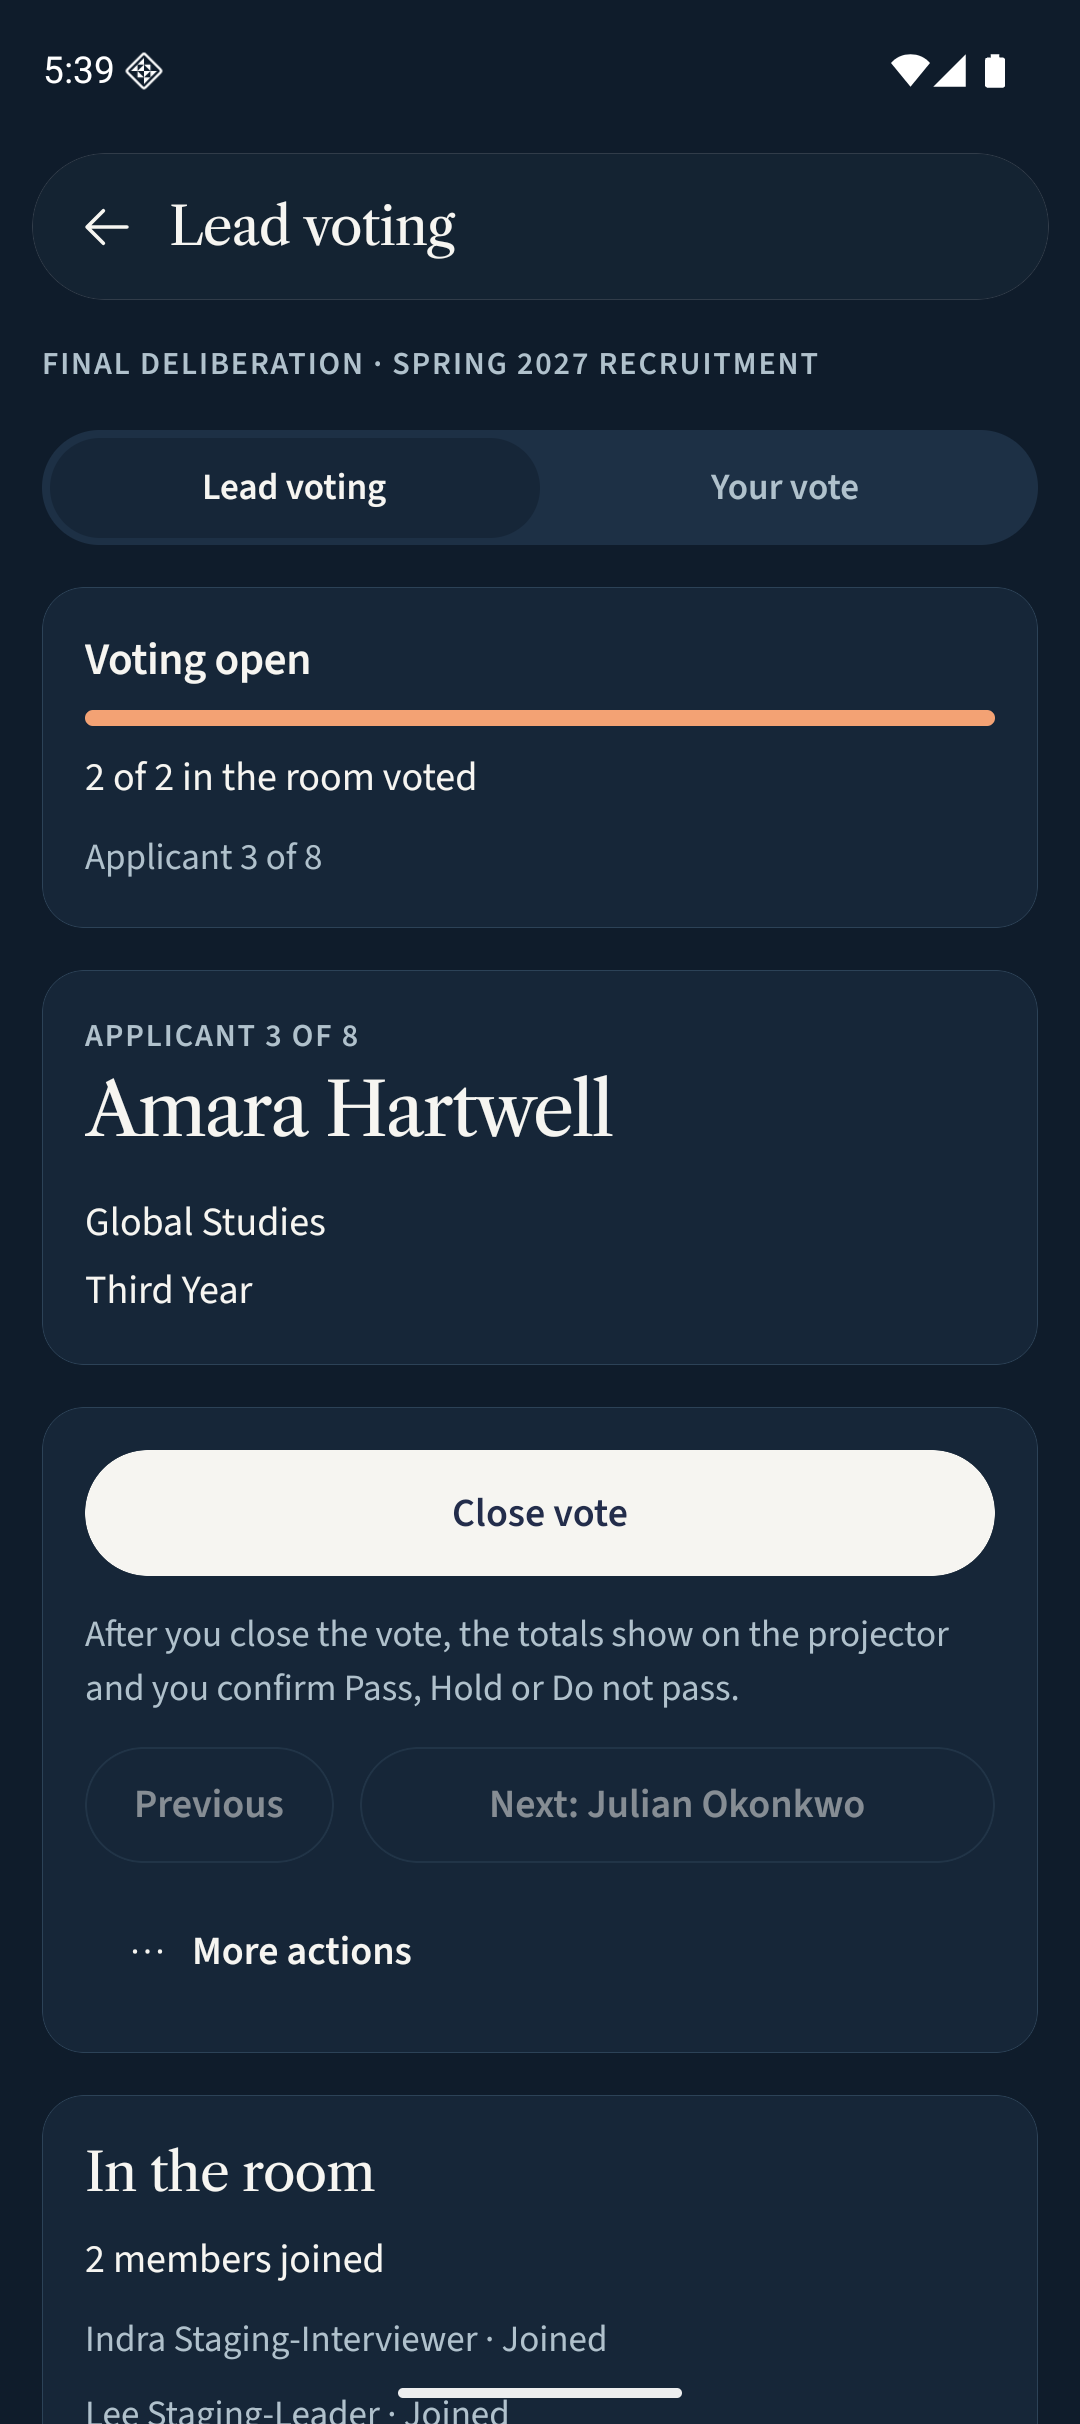 5:39
Lead voting
FINAL DELIBERATION · SPRING 2027 RECRUITMENT
Lead voting
Your vote
Voting open
2 of 2 in the room voted
Applicant 3 of 8
APPLICANT 3 OF 8
Amara Hartwell
Global Studies
Third Year
Close vote
After you close the vote, the totals show on the projector
and you confirm Pass, Hold or Do not pass.
Previous
Next: Julian Okonkwo
··· More actions
In the room
2 members joined
Indra Staging-Interviewer · Joined
Lee Staging-Leader · Joined